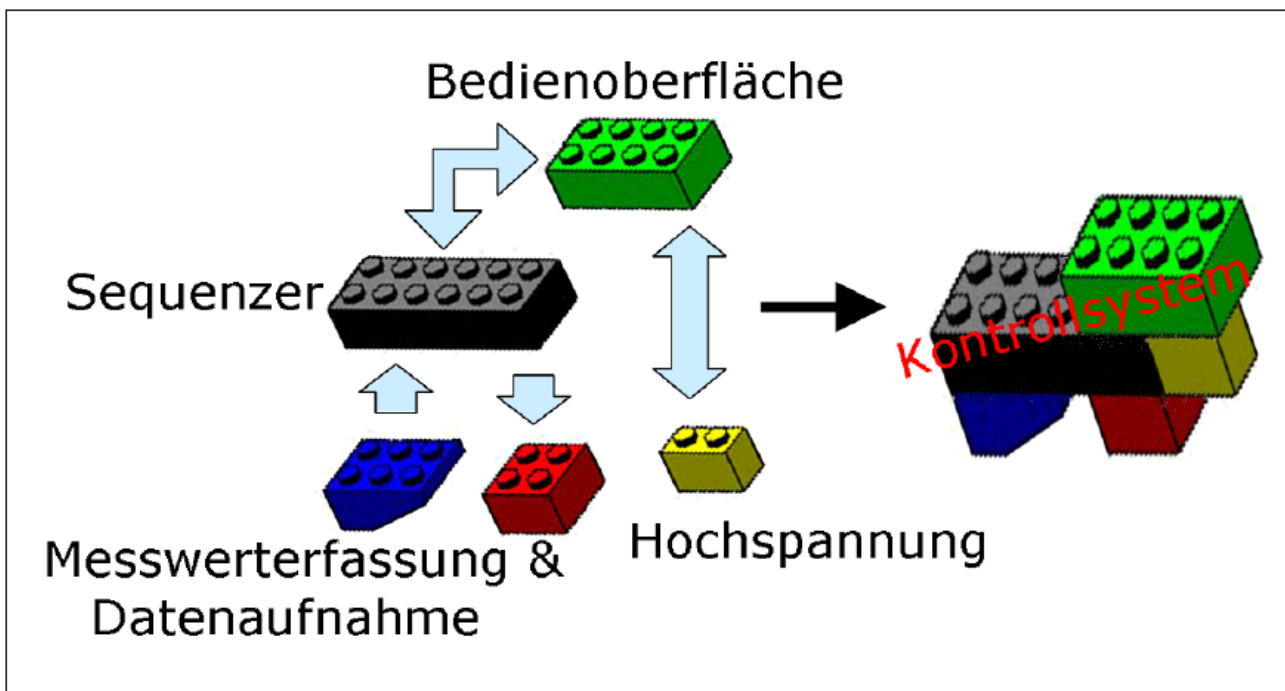 Bedienoberfläche
Sequenzer
Kontrollsystem
Messwerterfassung &
Datenaufnahme
Hochspannung